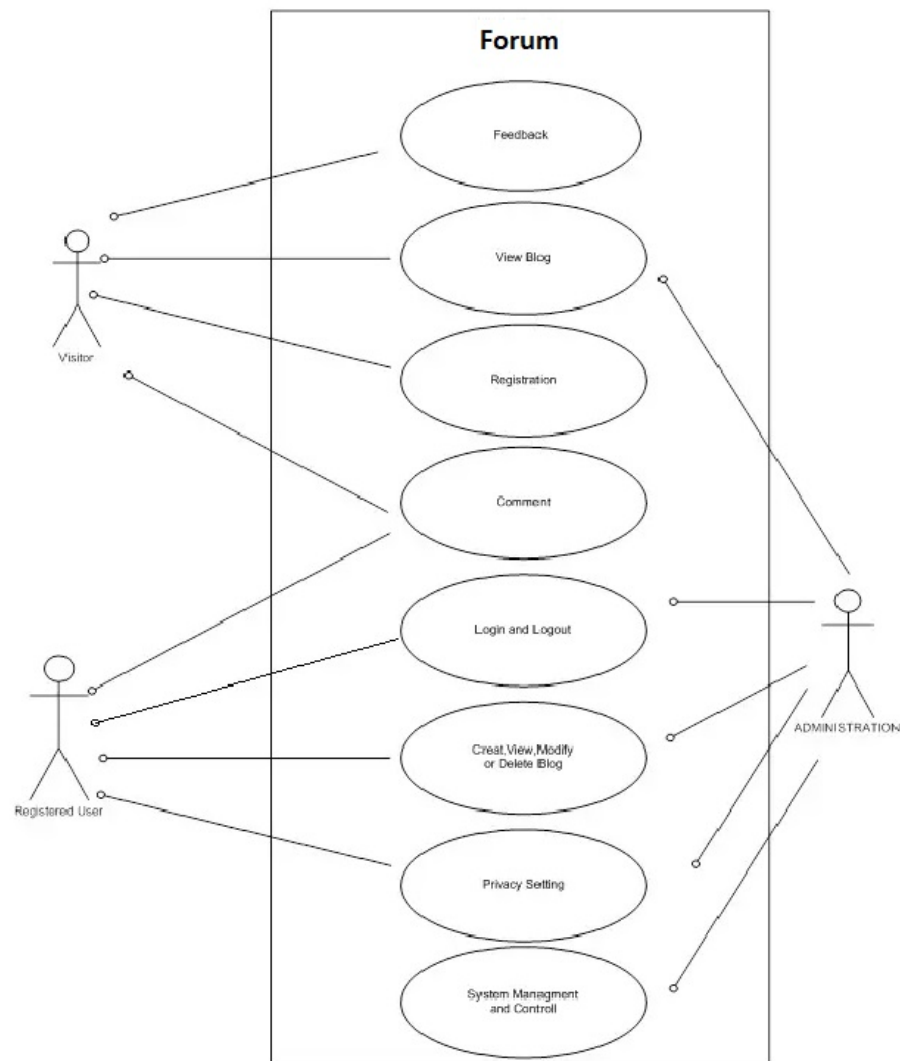 Forum
Feedback
View Blog
Visitor
Registration
Comment
Login and Logout
ADMINISTRATION
Creat,View,Modify
or Delete Blog
Registered User
Privacy Setting
System Managment
and Controll